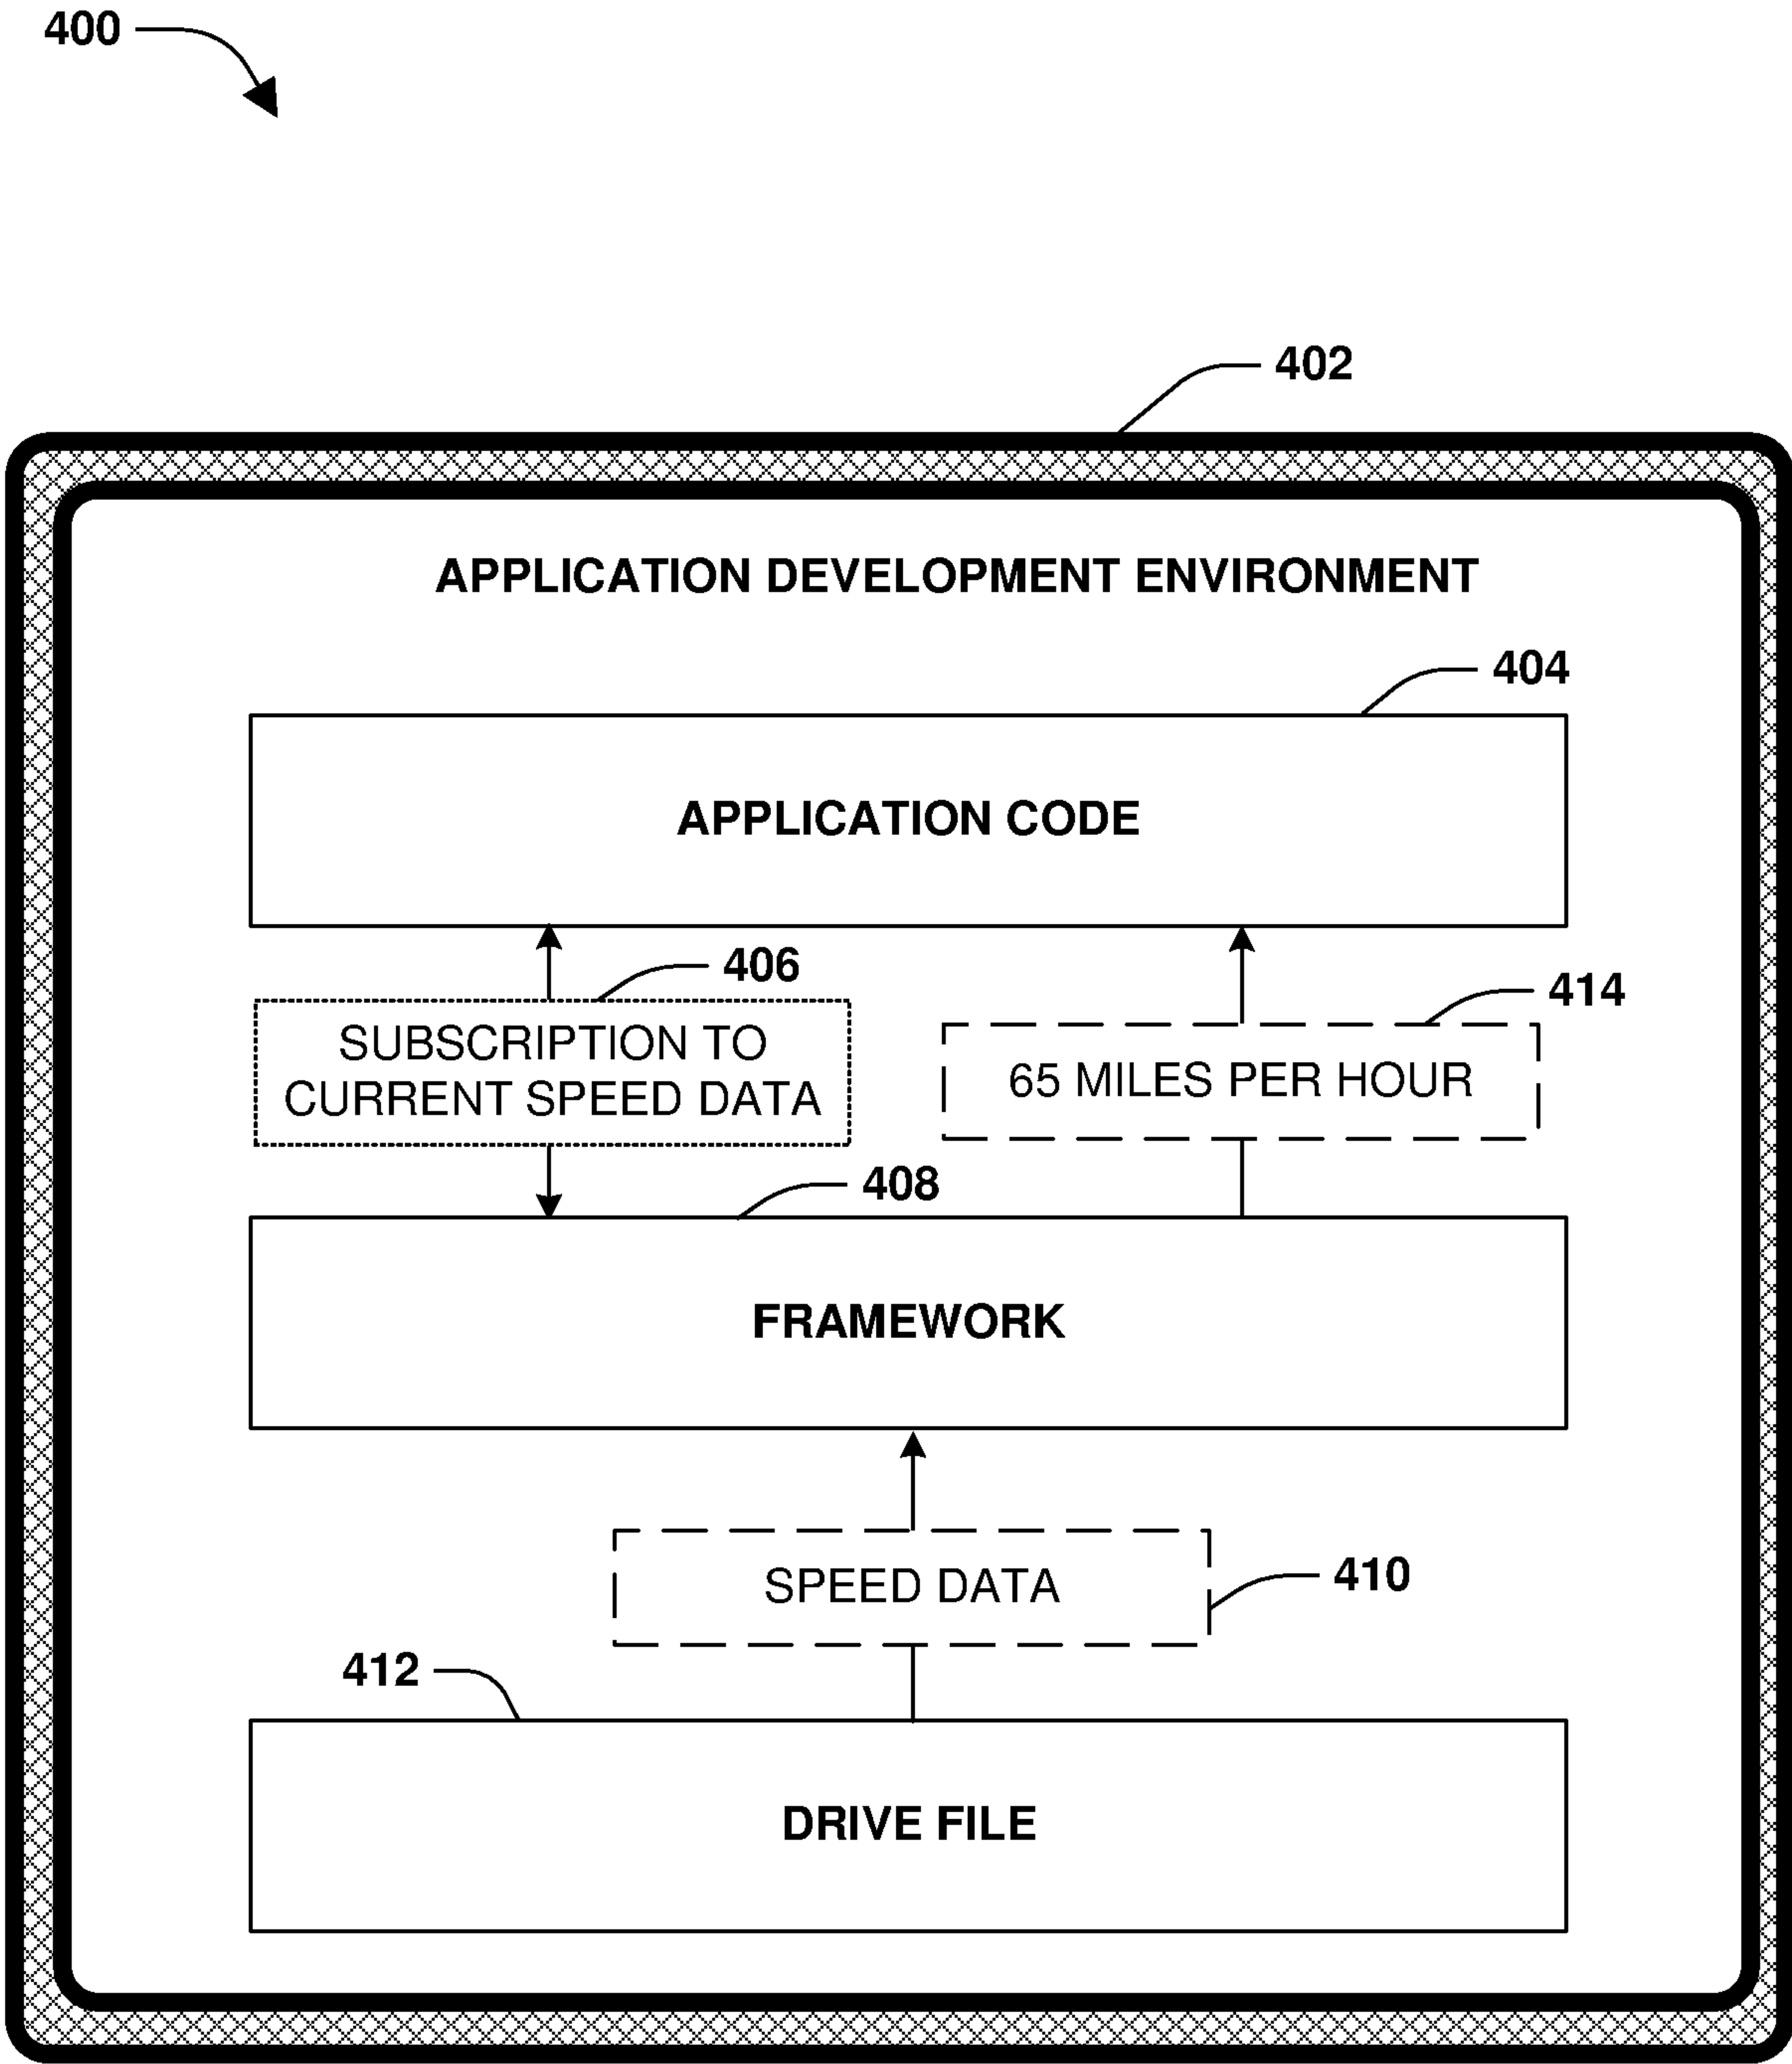 400
402
APPLICATION DEVELOPMENT ENVIRONMENT
404
APPLICATION CODE
406
SUBSCRIPTION TO
CURRENT SPEED DATA
414
65 MILES PER HOUR
408
FRAMEWORK
SPEED DATA
410
412
DRIVE FILE